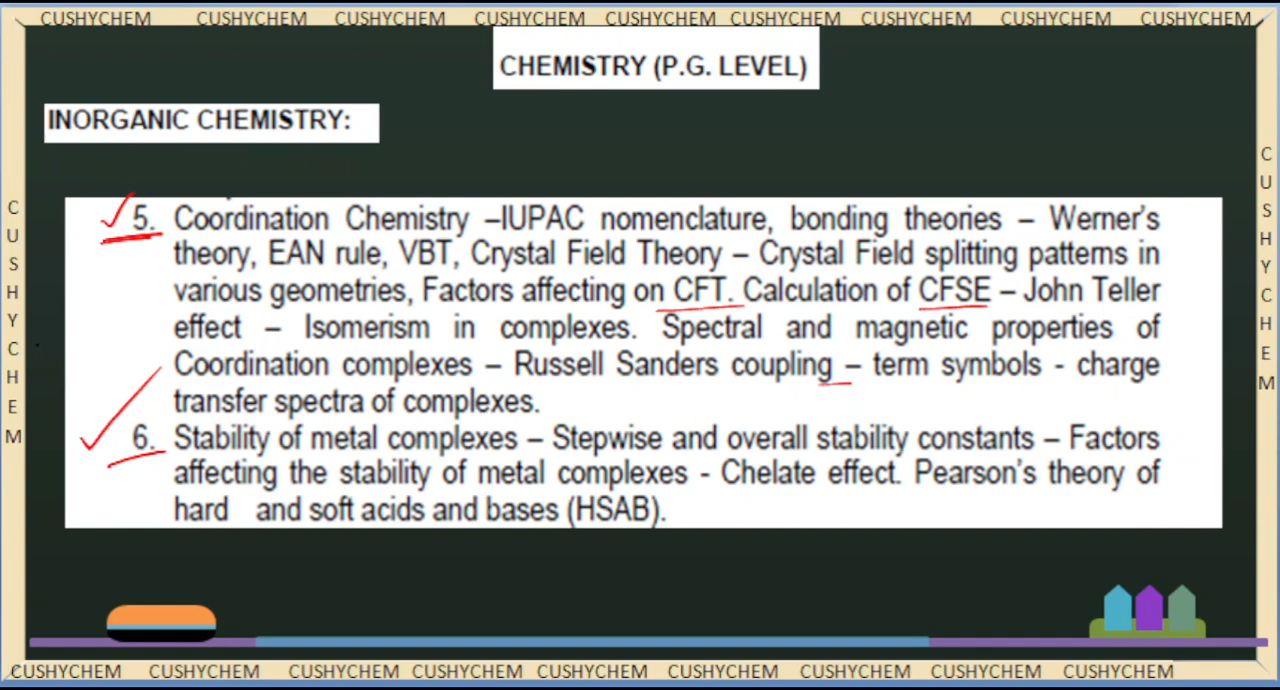 CUSHYCHEM CUSHYCHEM CUSHYCHEM CUSHYCHEM CUSHYCHEM CUSHYCHEM CUSHYCHEM CUSHYCHEM CUSHYCHEM
CHEMISTRY (P.G. LEVEL)
INORGANIC CHEMISTRY:
5. Coordination Chemistry –IUPAC nomenclature, bonding theories – Werner's
theory, EAN rule, VBT, Crystal Field Theory – Crystal Field splitting patterns in
various geometries, Factors affecting on CFT. Calculation of CFSE – John Teller
effect – Isomerism in complexes. Spectral and magnetic properties of
Coordination complexes – Russell Sanders coupling – term symbols - charge
transfer spectra of complexes.
6. Stability of metal complexes – Stepwise and overall stability constants – Factors
affecting the stability of metal complexes - Chelate effect. Pearson's theory of
hard and soft acids and bases (HSAB).
CUSHYCHEM
CUSHYCHEM
CUSHYCHEM CUSHYCHEM CUSHYCHEM CUSHYCHEM CUSHYCHEM CUSHYCHEM CUSHYCHEM CUSHYCHEM CUSHYCHEM